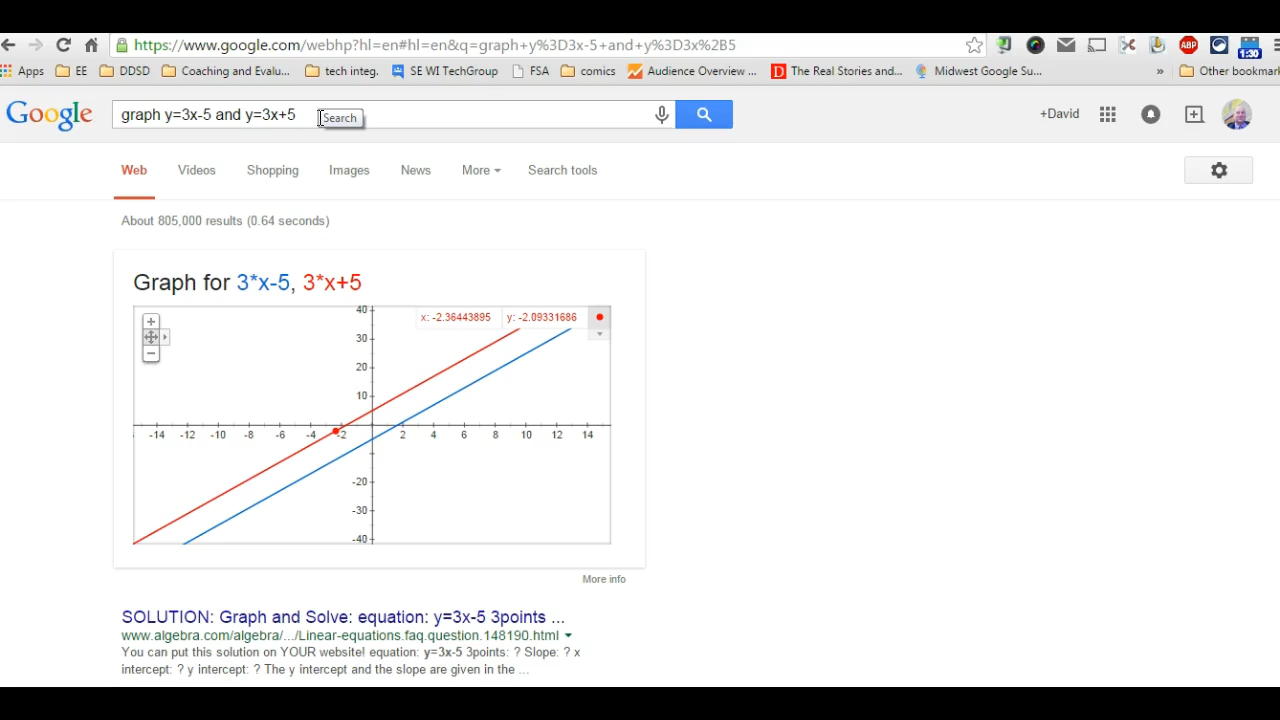 https://www.google.com/webhp?hl=en#hl=en&q=graph+y%3D3x-5+and+y%3D3x%2B5
ABP
1:30
Apps EE DDSD Coaching and Evalu... tech integ. SE WI TechGroup FSA comics Audience Overview ... D The Real Stories and... Midwest Google Su... » Other bookmar
Google graph y=3x-5 and y=3x+5 Search +David
Web Videos Shopping Images News More Search tools
About 805,000 results (0.64 seconds)
Graph for 3*x-5, 3*x+5
x: -2.36443895 y: -2.09331686
40
30
20
10
-14 -12 -10 -8 -6 -4 -2 2 4 6 8 10 12 14
-20
-30
-40
More info
SOLUTION: Graph and Solve: equation: y=3x-5 3points ...
www.algebra.com/algebra/.../Linear-equations.faq.question.148190.html
You can put this solution on YOUR website! equation: y=3x-5 3points: ? Slope: ? x
intercept: ? y intercept: ? The y intercept and the slope are given in the ...